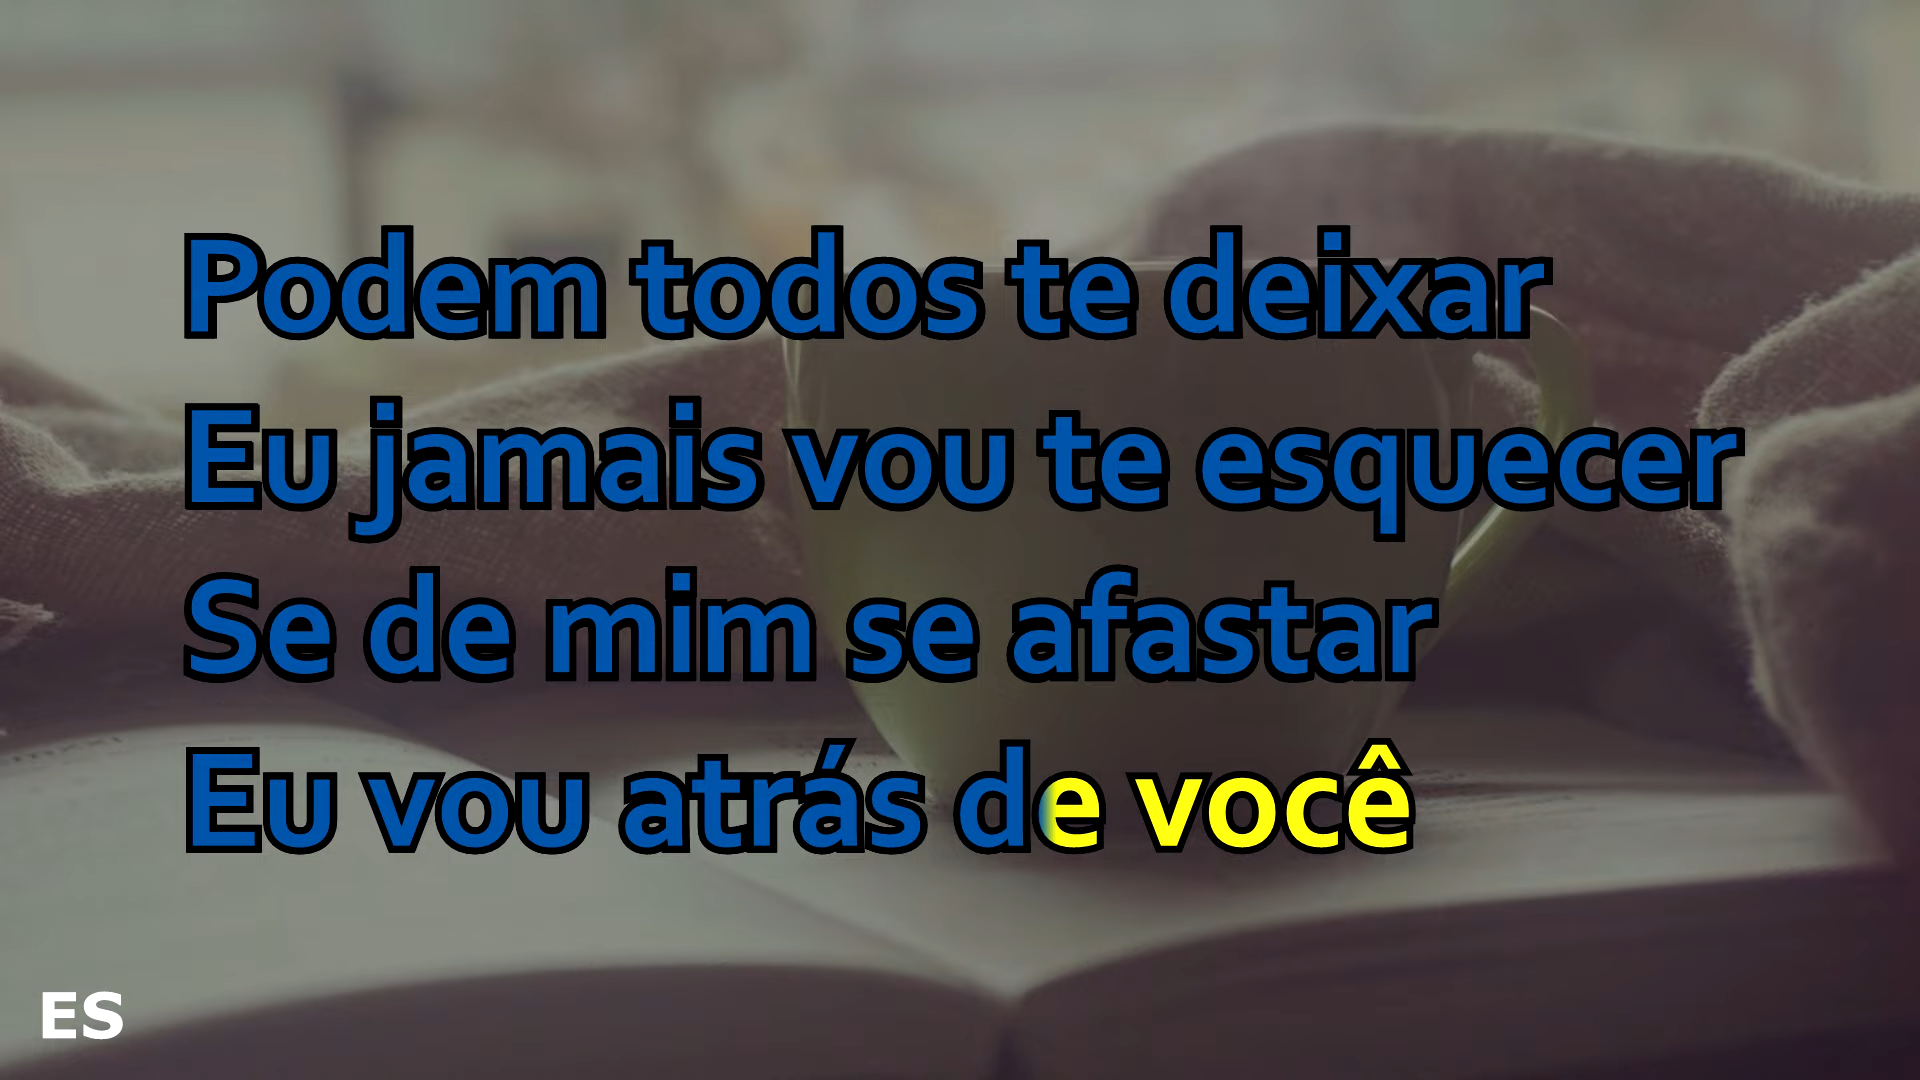 Podem todos te deixar
Eu jamais vou te esquecer
Se de mim se afastar
Eu vou atrás de você
ES